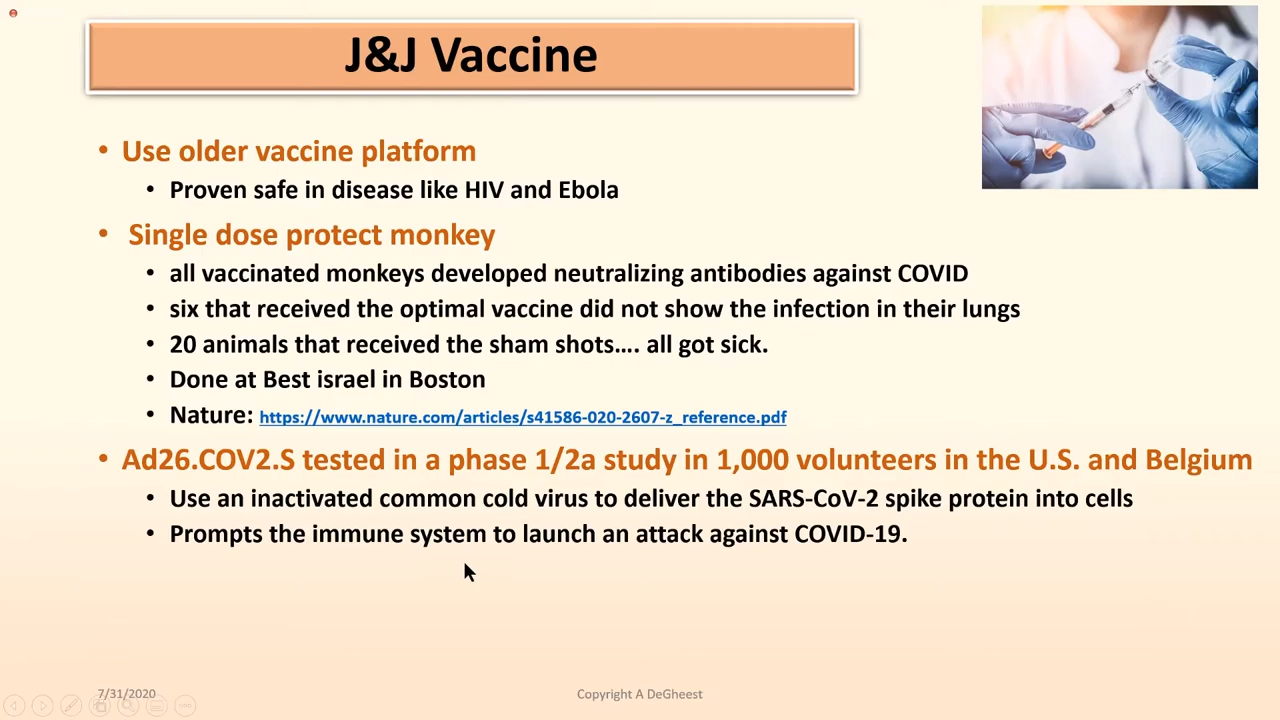 J&J Vaccine
• Use older vaccine platform
• Proven safe in disease like HIV and Ebola
• Single dose protect monkey
• all vaccinated monkeys developed neutralizing antibodies against COVID
• six that received the optimal vaccine did not show the infection in their lungs
• 20 animals that received the sham shots.... all got sick.
• Done at Best israel in Boston
• Nature: https://www.nature.com/articles/s41586-020-2607-z_reference.pdf
• Ad26.COV2.S tested in a phase 1/2a study in 1,000 volunteers in the U.S. and Belgium
• Use an inactivated common cold virus to deliver the SARS-CoV-2 spike protein into cells
• Prompts the immune system to launch an attack against COVID-19.
7/31/2020
Copyright A DeGheest